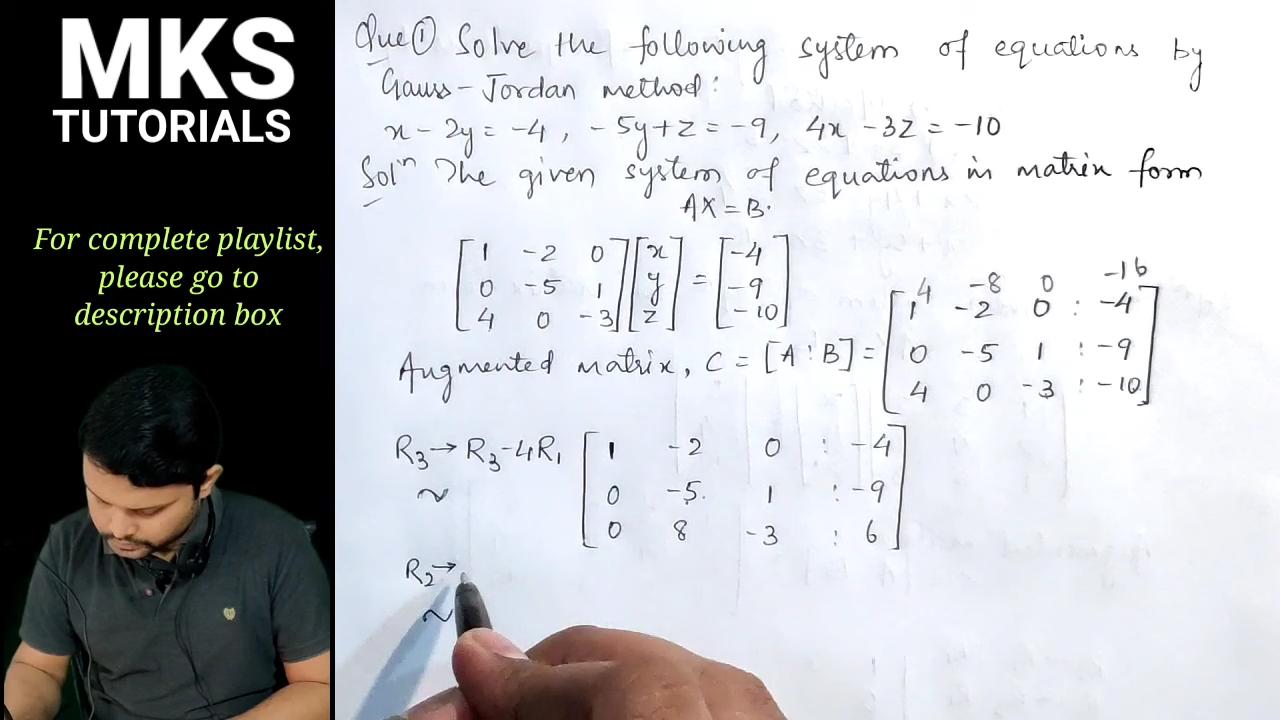 MKS
TUTORIALS
For complete playlist,
please go to
description box
Que ① Solve the following system of equations by
Gauss-Jordan method:
x - 2y = -4, -5y + z = -9, 4x - 3z = -10
Solⁿ The given system of equations in matrix form
AX = B.
[1 -2 0] [x] = [-4]
[0 -5 1] [y] [-9]
[4 0 -3] [z] [-10]
4 -8 0 -16
Augmented matrix, C = [A : B] =
[1 -2 0 : -4]
[0 -5 1 : -9]
[4 0 -3 : -10]
R₃ → R₃ - 4R₁
~
[1 -2 0 : -4]
[0 -5 1 : -9]
[0 8 -3 : 6]
R₂ →
~